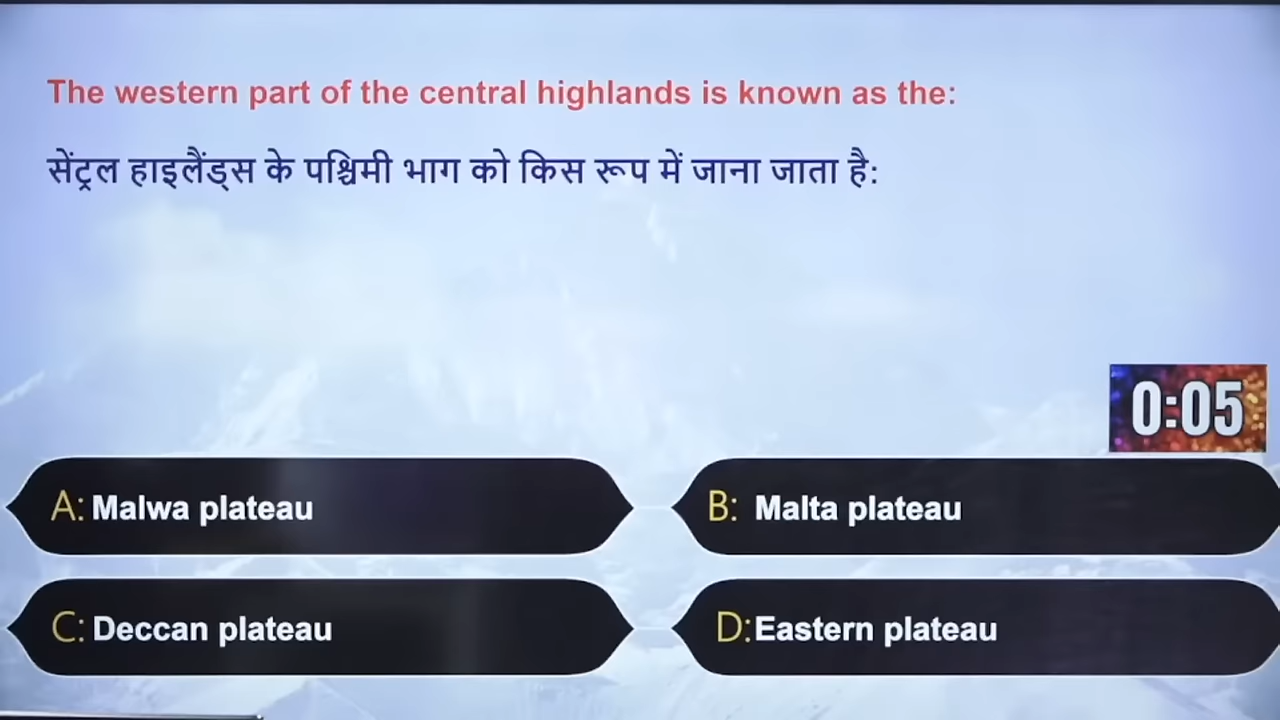 The western part of the central highlands is known as the:
सेंट्रल हाइलैंड्स के पश्चिमी भाग को किस रूप में जाना जाता है:
0:05
A: Malwa plateau
B: Malta plateau
C: Deccan plateau
D: Eastern plateau